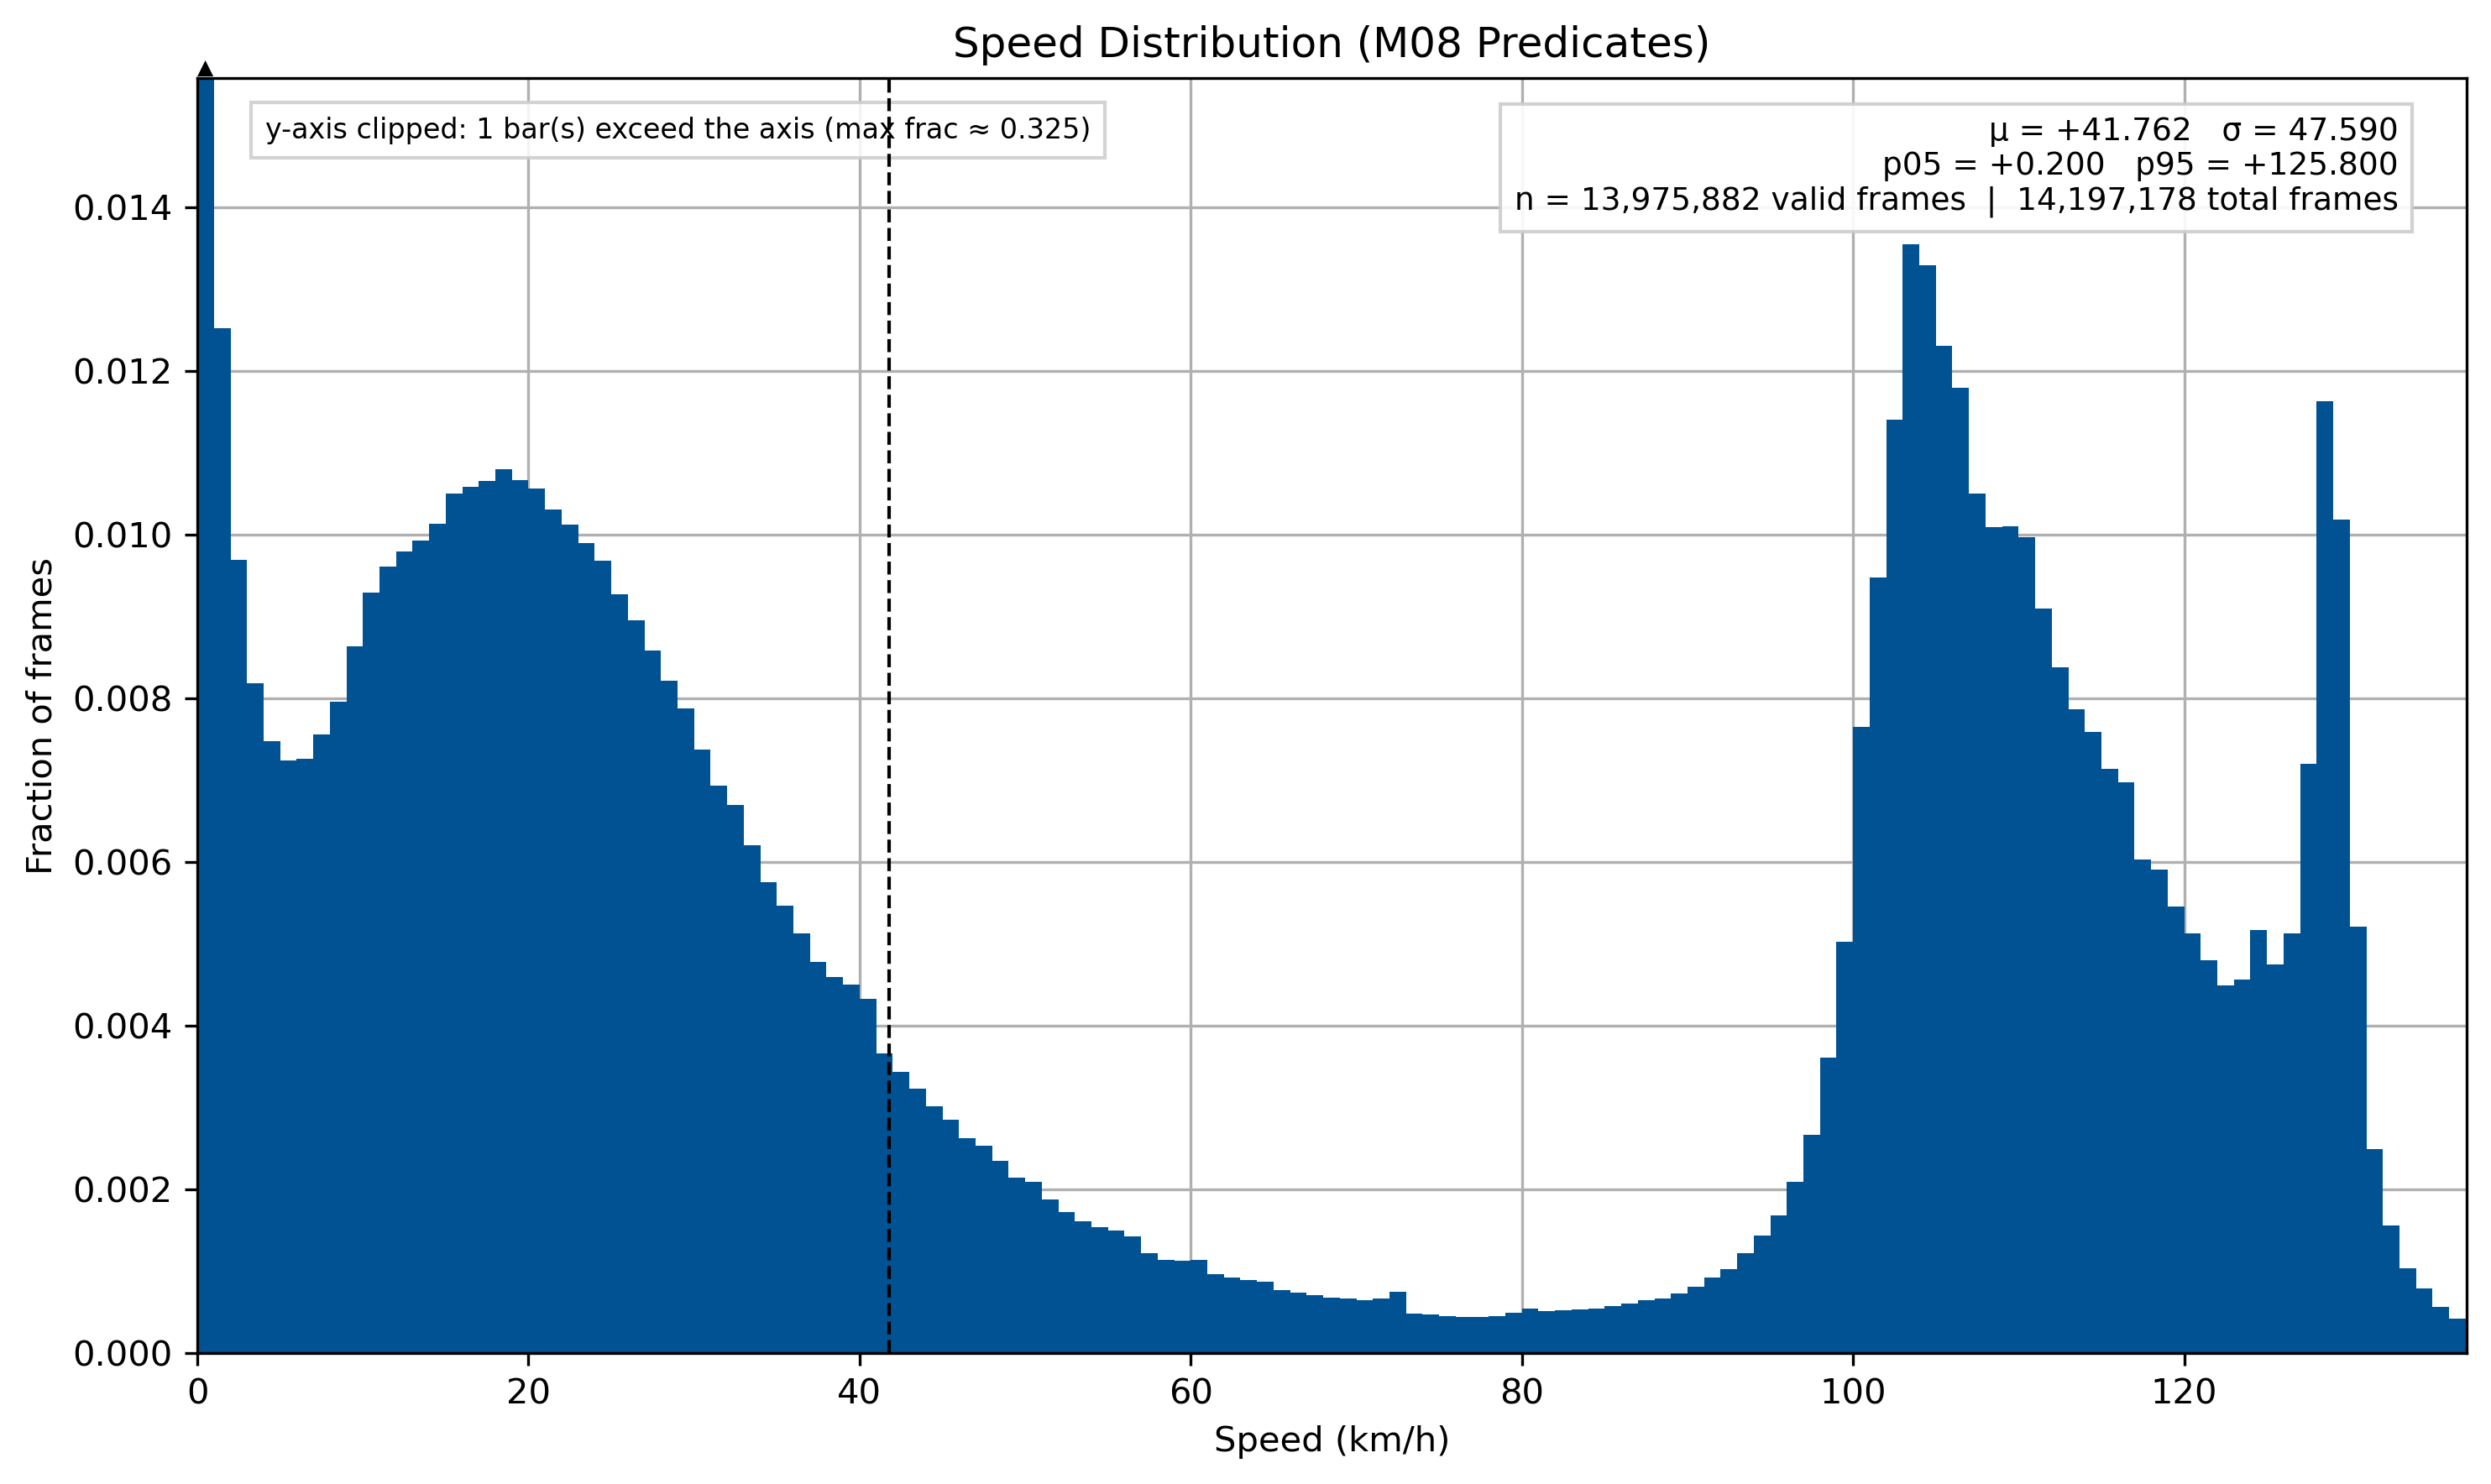 Speed Distribution (M08 Predicates)
y-axis clipped: 1 bar(s) exceed the axis (max frac ≈ 0.325)
μ = +41.762   σ = 47.590
p05 = +0.200   p95 = +125.800
n = 13,975,882 valid frames  |  14,197,178 total frames
Fraction of frames
0.014
0.012
0.010
0.008
0.006
0.004
0.002
0.000
0 20 40 60 80 100 120
Speed (km/h)